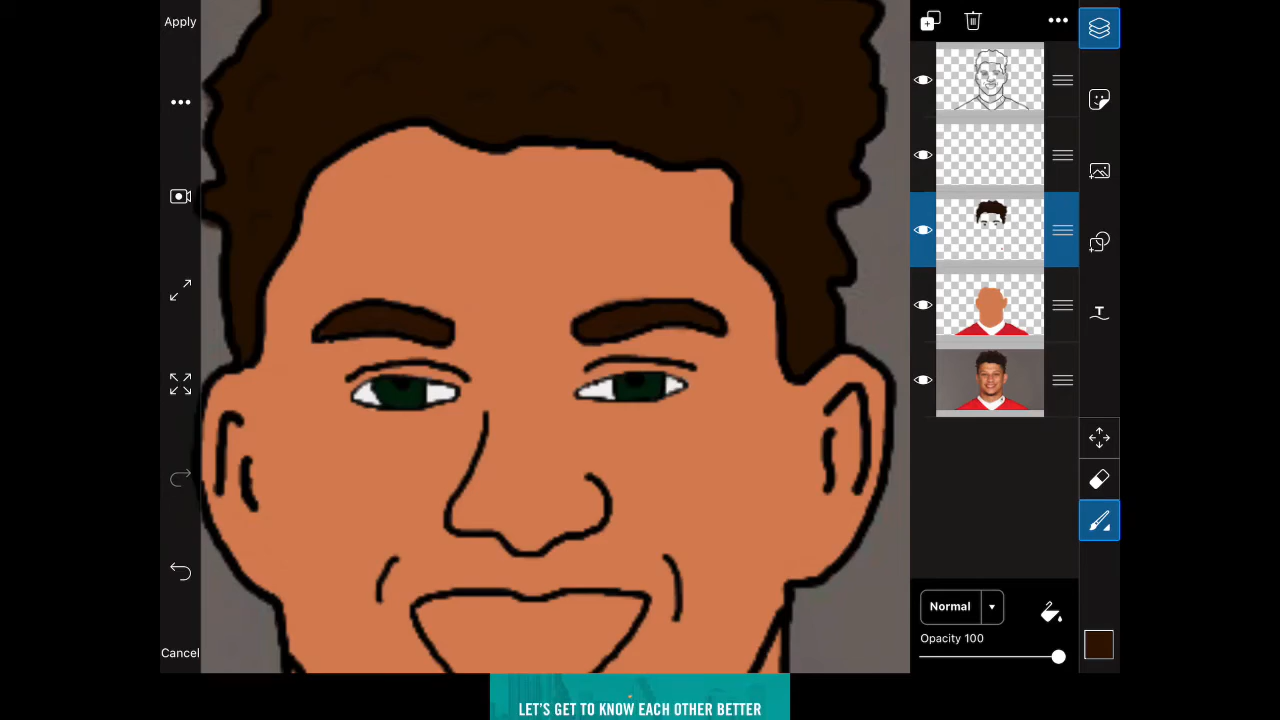 Apply
Normal
Opacity 100
Cancel
LET'S GET TO KNOW EACH OTHER BETTER